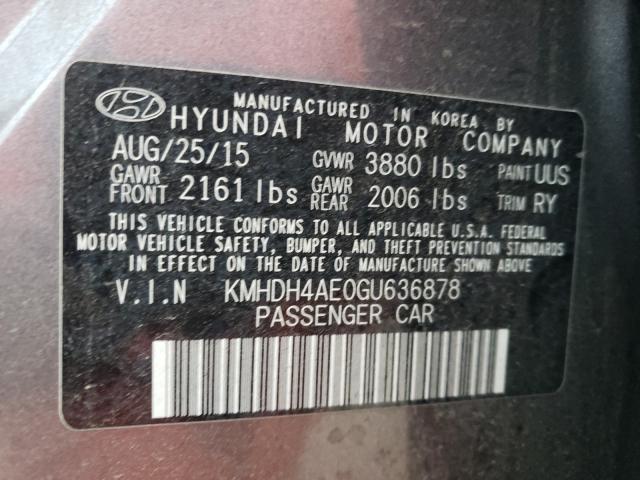 MANUFACTURED IN KOREA BY
HYUNDAI MOTOR COMPANY
AUG/25/15 GVWR 3880 lbs PAINT UUS
GAWR FRONT 2161 lbs GAWR REAR 2006 lbs TRIM RY
THIS VEHICLE CONFORMS TO ALL APPLICABLE U.S.A. FEDERAL
MOTOR VEHICLE SAFETY, BUMPER, AND THEFT PREVENTION STANDARDS
IN EFFECT ON THE DATE OF MANUFACTURE SHOWN ABOVE
V.I.N KMHDH4AE0GU636878
PASSENGER CAR